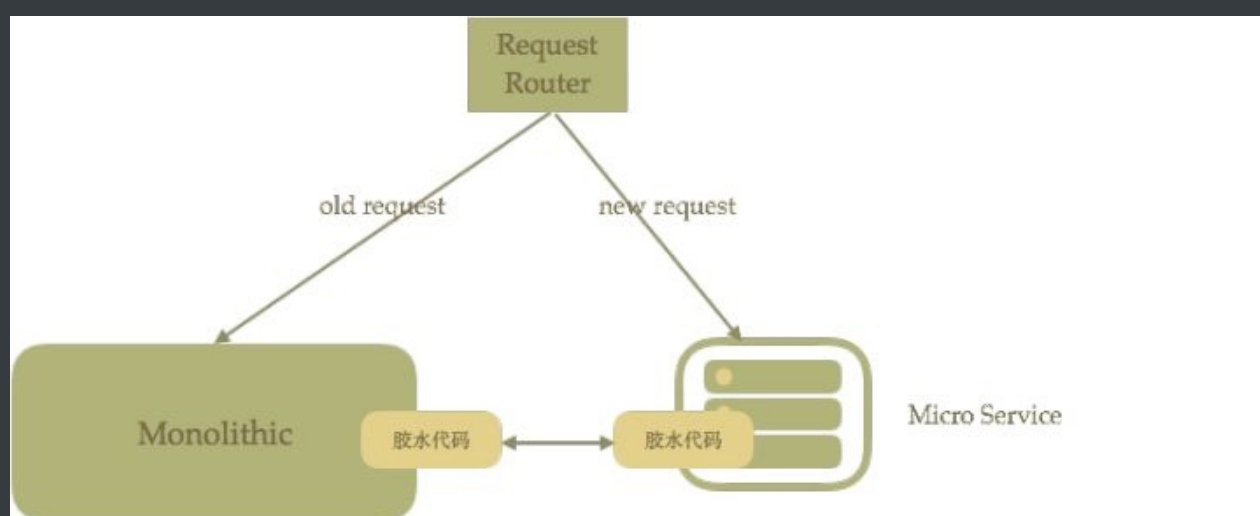 Request
Router
old request
new request
Monolithic
胶水代码
胶水代码
Micro Service